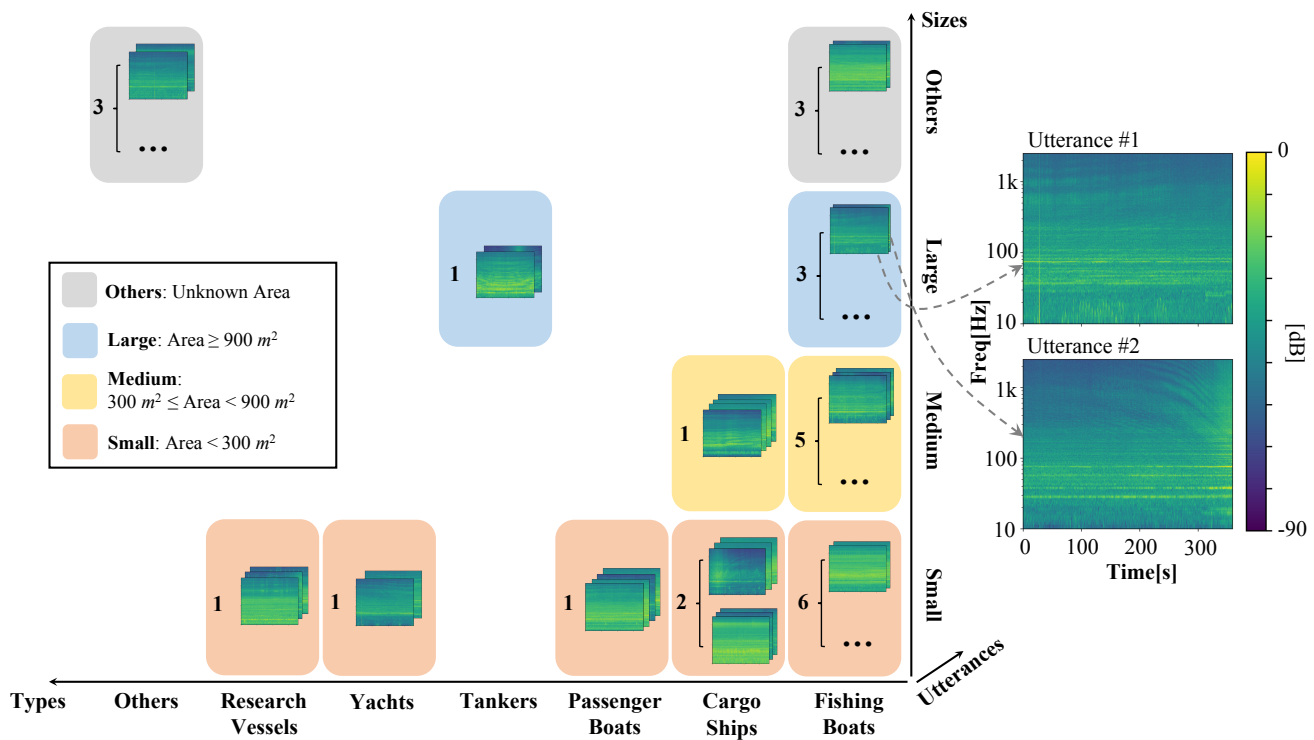 Sizes
3
•••
3
•••
Others
Others: Unknown Area
Large: Area ≥ 900 m²
Medium:
300 m² ≤ Area < 900 m²
Small: Area < 300 m²
1
3
•••
Large
1
5
•••
Medium
1
1
1
2
6
•••
Small
Utterances
Types
Others
Research
Vessels
Yachts
Tankers
Passenger
Boats
Cargo
Ships
Fishing
Boats
Utterance #1
1k
100
10
Freq.[Hz]
Utterance #2
1k
100
10
0
100
200
300
Time[s]
0
[dB]
-90